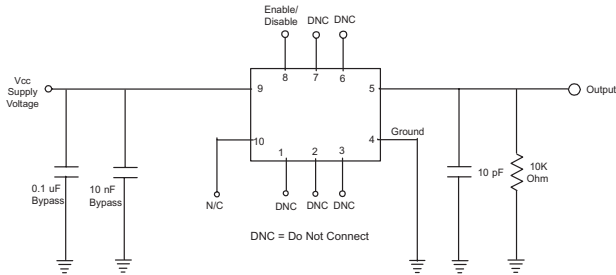 Enable/
Disable
DNC
DNC
8
7
6
Vcc
Supply
Voltage
9
5
Output
10
4
Ground
1
2
3
0.1 uF
Bypass
10 nF
Bypass
N/C
DNC
DNC
DNC
10 pF
10K
Ohm
DNC = Do Not Connect